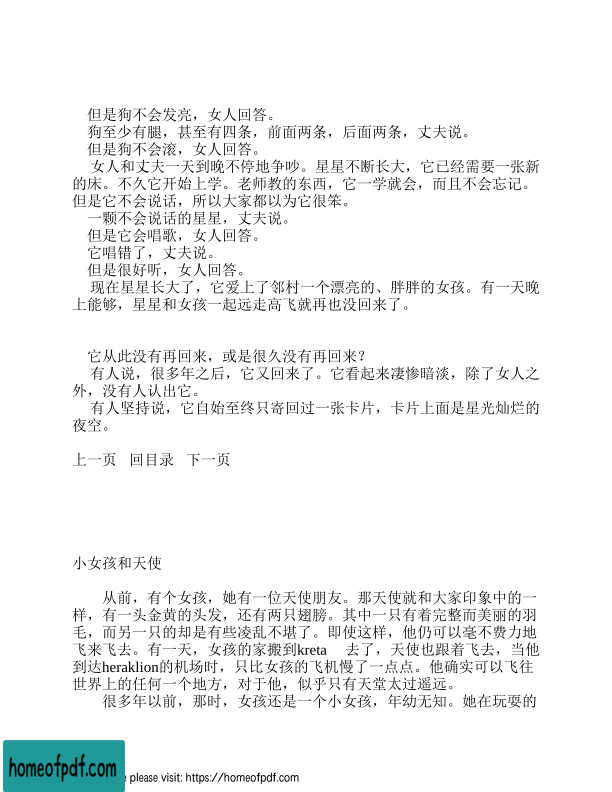 但是狗不会发亮，女人回答。
狗至少有腿，甚至有四条，前面两条，后面两条，丈夫说。
但是狗不会滚，女人回答。
女人和丈夫一天到晚不停地争吵。星星不断长大，它已经需要一张新
的床。不久它开始上学。老师教的东西，它一学就会，而且不会忘记。
但是它不会说话，所以大家都以为它很笨。
一颗不会说话的星星，丈夫说。
但是它会唱歌，女人回答。
它唱错了，丈夫说。
但是很好听，女人回答。
现在星星长大了，它爱上了邻村一个漂亮的、胖胖的女孩。有一天晚
上能够，星星和女孩一起远走高飞就再也没回来了。
它从此没有再回来，或是很久没有再回来？
有人说，很多年之后，它又回来了。它看起来凄惨暗淡，除了女人之
外，没有人认出它。
有人坚持说，它自始至终只寄回过一张卡片，卡片上面是星光灿烂的
夜空。
上一页 回目录 下一页
小女孩和天使
从前，有个女孩，她有一位天使朋友。那天使就和大家印象中的一
样，有一头金黄的头发，还有两只翅膀。其中一只有着完整而美丽的羽
毛，而另一只的却是有些凌乱不堪了。即使这样，他仍可以毫不费力地
飞来飞去。有一天，女孩的家搬到kreta 去了，天使也跟着飞去，当他
到达heraklion的机场时，只比女孩的飞机慢了一点点。他确实可以飞往
世界上的任何一个地方，对于他，似乎只有天堂太过遥远。
很多年以前，那时，女孩还是一个小女孩，年幼无知。她在玩耍的
homeofpdf.com
please visit: https://homeofpdf.com